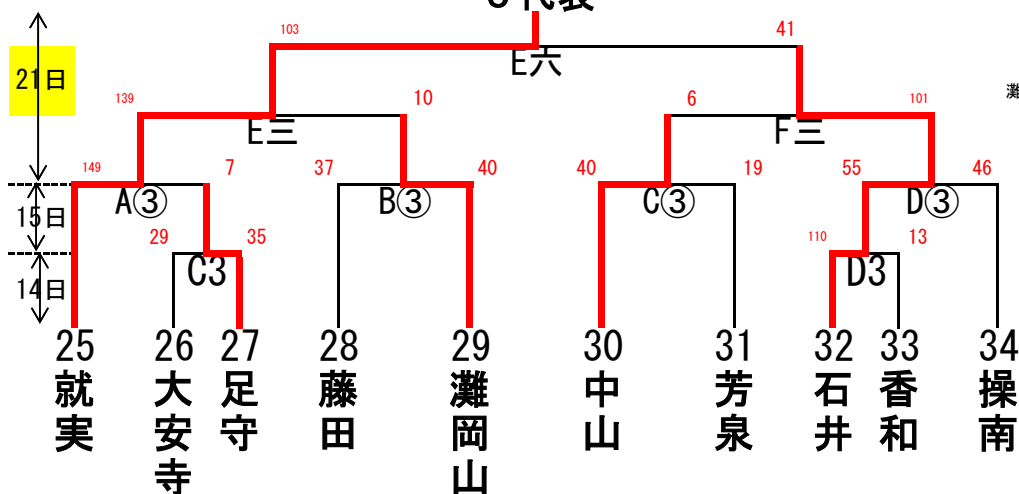 代表
103
41
E六
21日
139
10
6
101
灘
E三
F三
149
7
37
40
40
19
55
46
A③
B③
C③
D③
15日
29
35
110
13
C3
D3
14日
25
26
27
28
29
30
31
32
33
34
就実
大安寺
足守
藤田
灘岡山
中山
芳泉
石井
香和
操南